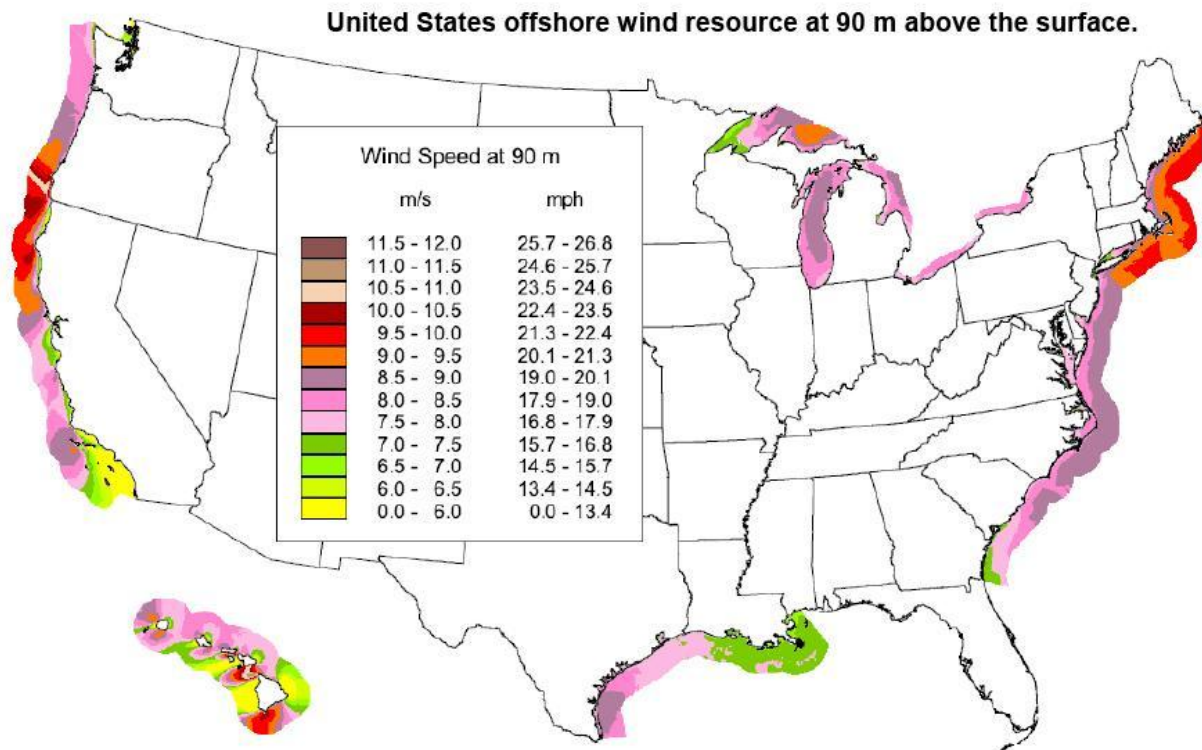 United States offshore wind resource at 90 m above the surface.
Wind Speed at 90 m
m/s mph
11.5 - 12.0 25.7 - 26.8
11.0 - 11.5 24.6 - 25.7
10.5 - 11.0 23.5 - 24.6
10.0 - 10.5 22.4 - 23.5
9.5 - 10.0 21.3 - 22.4
9.0 - 9.5 20.1 - 21.3
8.5 - 9.0 19.0 - 20.1
8.0 - 8.5 17.9 - 19.0
7.5 - 8.0 16.8 - 17.9
7.0 - 7.5 15.7 - 16.8
6.5 - 7.0 14.5 - 15.7
6.0 - 6.5 13.4 - 14.5
0.0 - 6.0 0.0 - 13.4